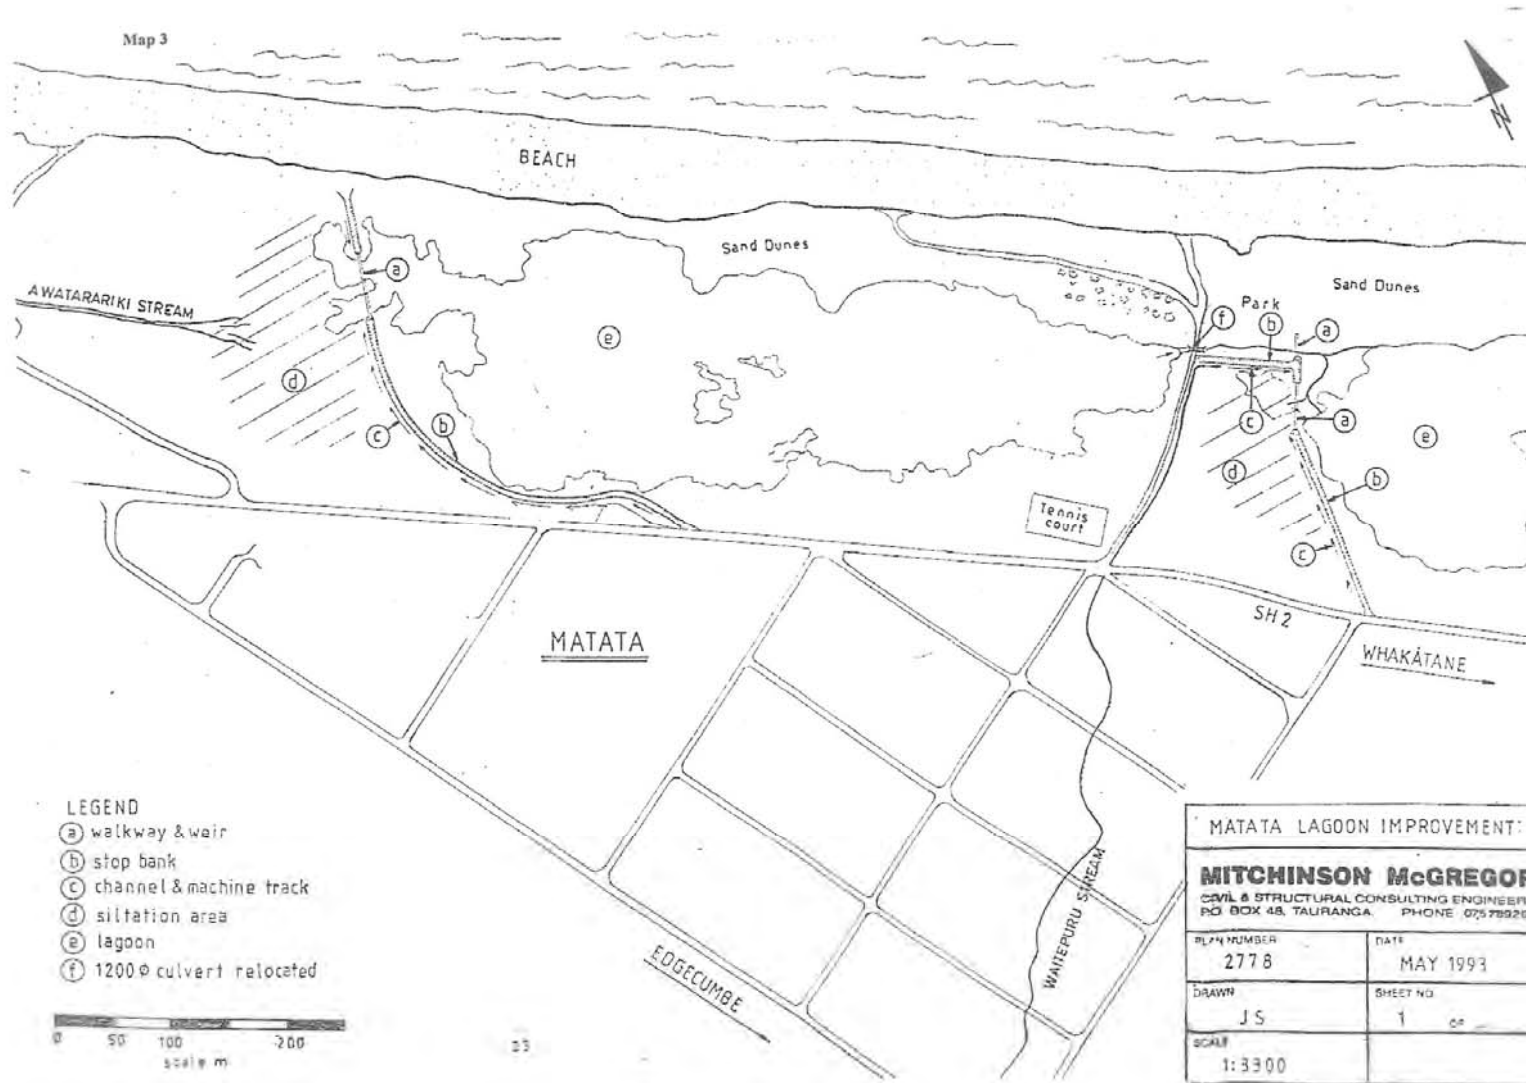 Map 3
BEACH
Sand Dunes
Sand Dunes
Park
AWATARARIKI STREAM
a
e
f
b
a
d
c
b
c
a
e
d
b
c
Tennis
court
SH 2
MATATA
WHAKATANE
WAITEPURU STREAM
EDGECUMBE
LEGEND
a walkway & weir
b stop bank
c channel & machine track
d siltation area
e lagoon
f 1200 ø culvert relocated
0 50 100 200
scale m
N
MATATA LAGOON IMPROVEMENT:
MITCHINSON McGREGOR
CIVIL & STRUCTURAL CONSULTING ENGINEER
P.O. BOX 48, TAURANGA. PHONE
PLAN NUMBER
2778
DATE
MAY 1993
DRAWN
J S
SHEET NO
1 OF
SCALE
1:3300